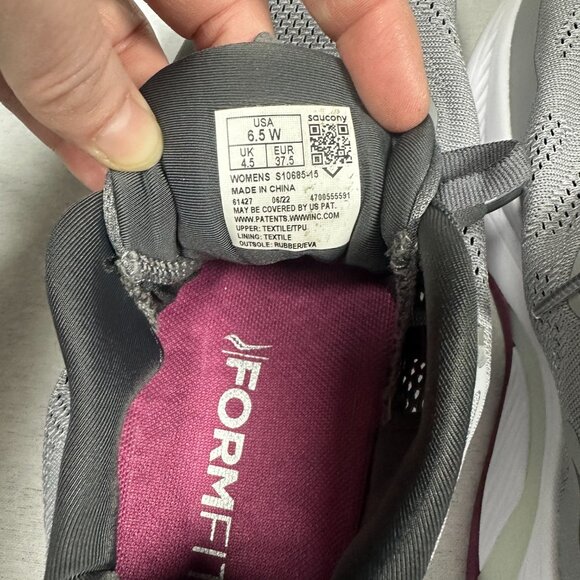 USA
6.5 W
UK
4.5
EUR
37.5
saucony
WOMENS S10685-15
MADE IN CHINA
61427 06/22 4700555591
MAY BE COVERED BY US PAT.
WWW.PATENTS.WWWINC.COM
UPPER: TEXTILE/TPU
LINING: TEXTILE
OUTSOLE: RUBBER/EVA
FORMFIT